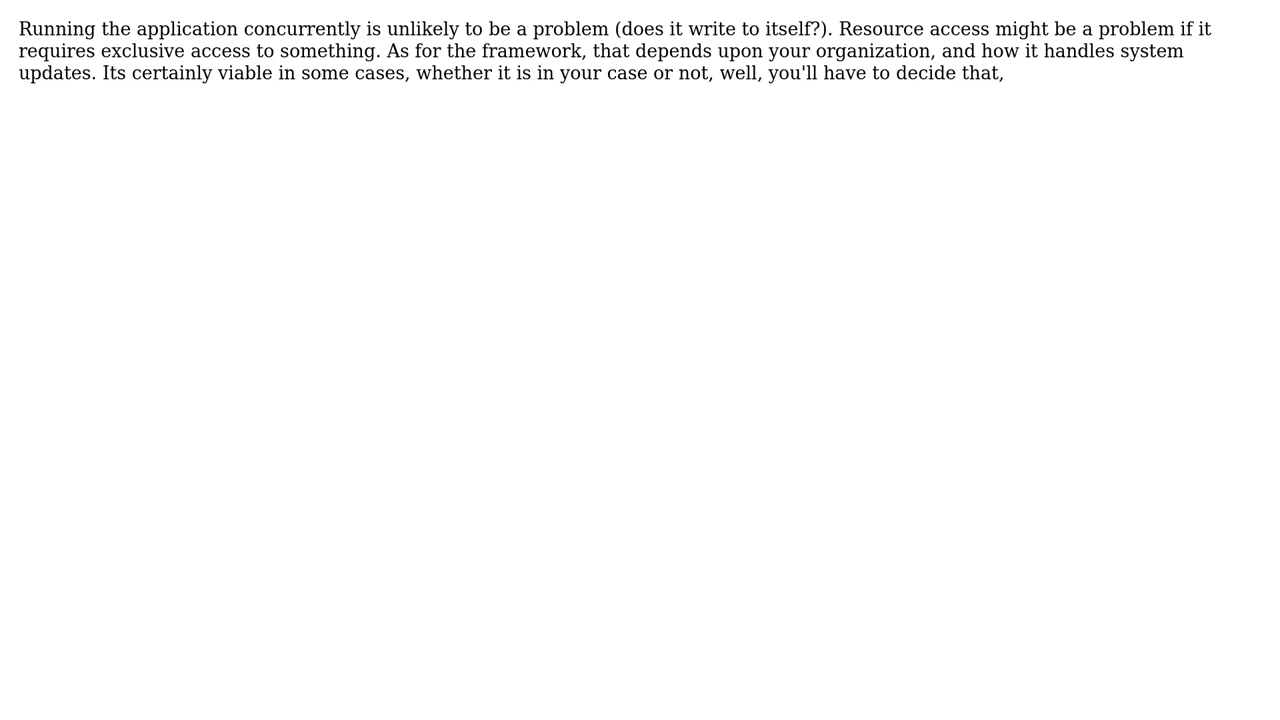 Running the application concurrently is unlikely to be a problem (does it write to itself?). Resource access might be a problem if it
requires exclusive access to something. As for the framework, that depends upon your organization, and how it handles system
updates. Its certainly viable in some cases, whether it is in your case or not, well, you'll have to decide that,